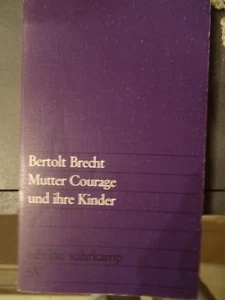 Bertolt Brecht
Mutter Courage
und ihre Kinder
edition suhrkamp